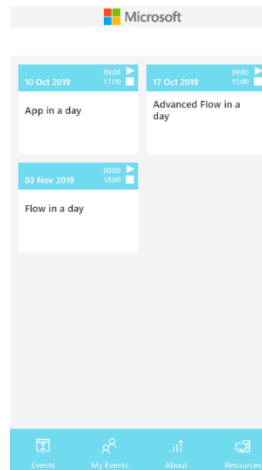 Microsoft
10 Oct 2019
09:00
17:00
App in a day
17 Oct 2019
09:00
15:00
Advanced Flow in a
day
03 Nov 2019
00:00
18:00
Flow in a day
Events
My Events
About
Resources